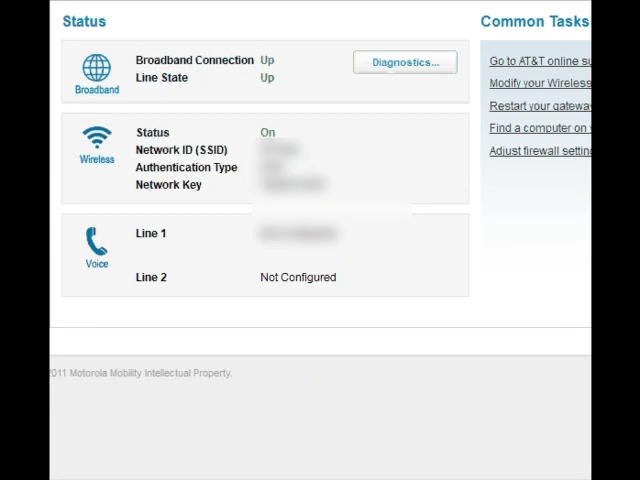 Status
Broadband
Broadband Connection Up
Line State Up
Diagnostics...
Wireless
Status On
Network ID (SSID)
Authentication Type
Network Key
Voice
Line 1
Line 2 Not Configured
Common Tasks
Go to AT&T online
Modify your Wireless
Restart your gateway
Find a computer on
Adjust firewall
2011 Motorola Mobility Intellectual Property.